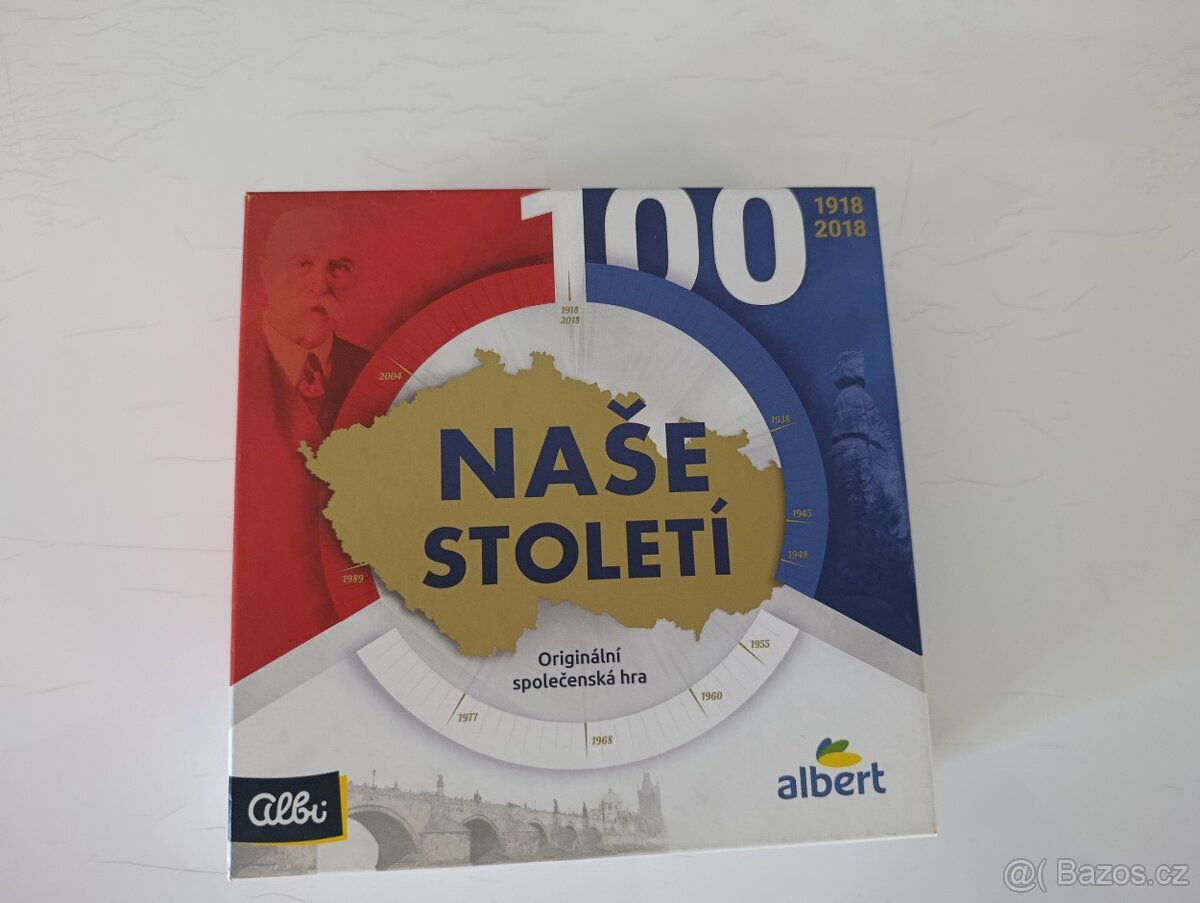 100
1918
2018
1918
2018
2004
1938
NAŠE
STOLETÍ
1945
1948
1989
1955
Originální
společenská hra
1960
1977
1968
albert
albi
@( Bazos.cz